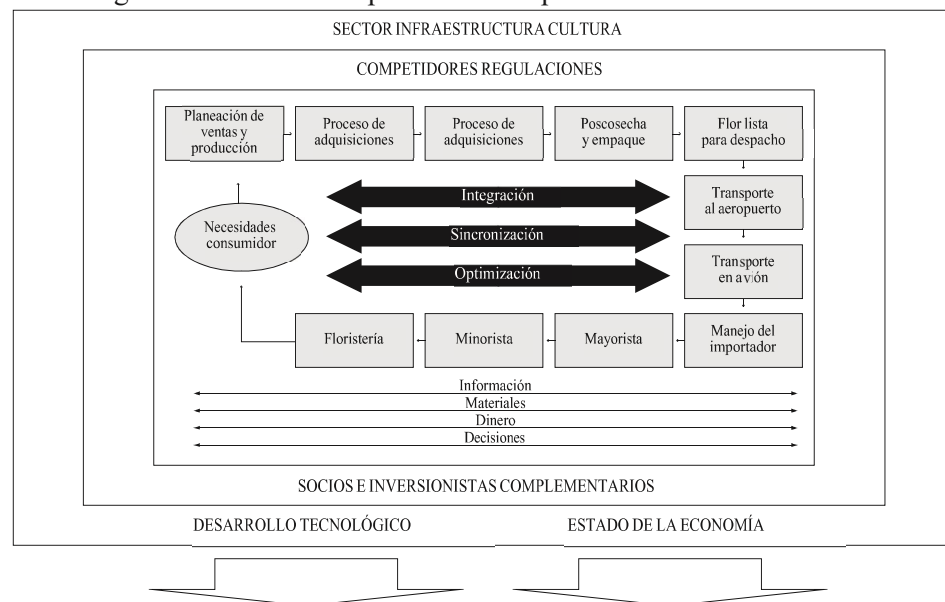 SECTOR INFRAESTRUCTURA CULTURA
COMPETIDORES REGULACIONES
Planeación de
ventas y
producción
Proceso de
adquisiciones
Proceso de
adquisiciones
Poscosecha
y empaque
Flor lista
para despacho
Integración
Transporte
al aeropuerto
Necesidades
consumidor
Sincronización
Optimización
Transporte
en avión
Floristería
Minorista
Mayorista
Manejo del
importador
Información
Materiales
Dinero
Decisiones
SOCIOS E INVERSIONISTAS COMPLEMENTARIOS
DESARROLLO TECNOLÓGICO
ESTADO DE LA ECONOMÍA